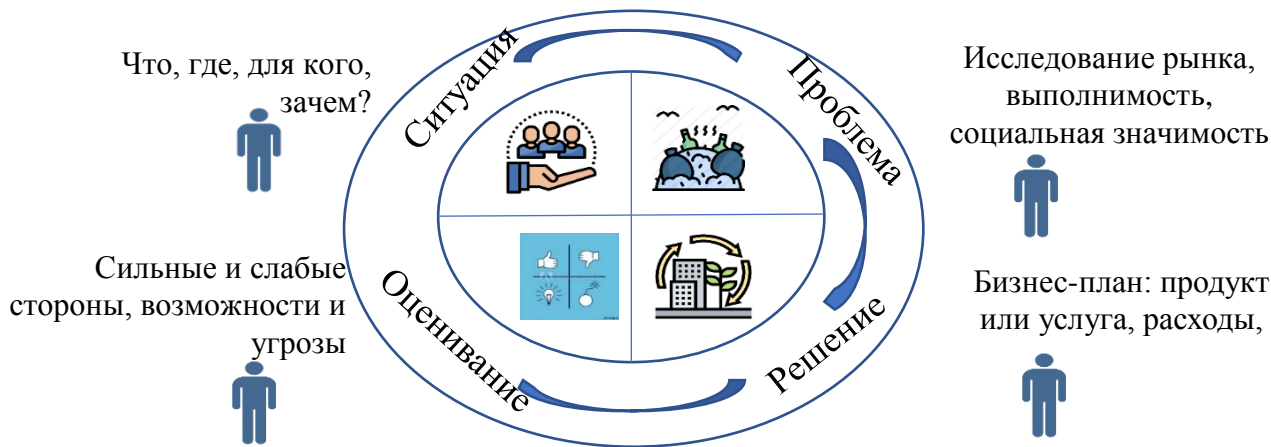 Что, где, для кого,
зачем?
Ситуация
Проблема
Исследование рынка,
выполнимость,
социальная значимость
Сильные и слабые
стороны, возможности и
угрозы
Оценивание
Решение
Бизнес-план: продукт
или услуга, расходы,